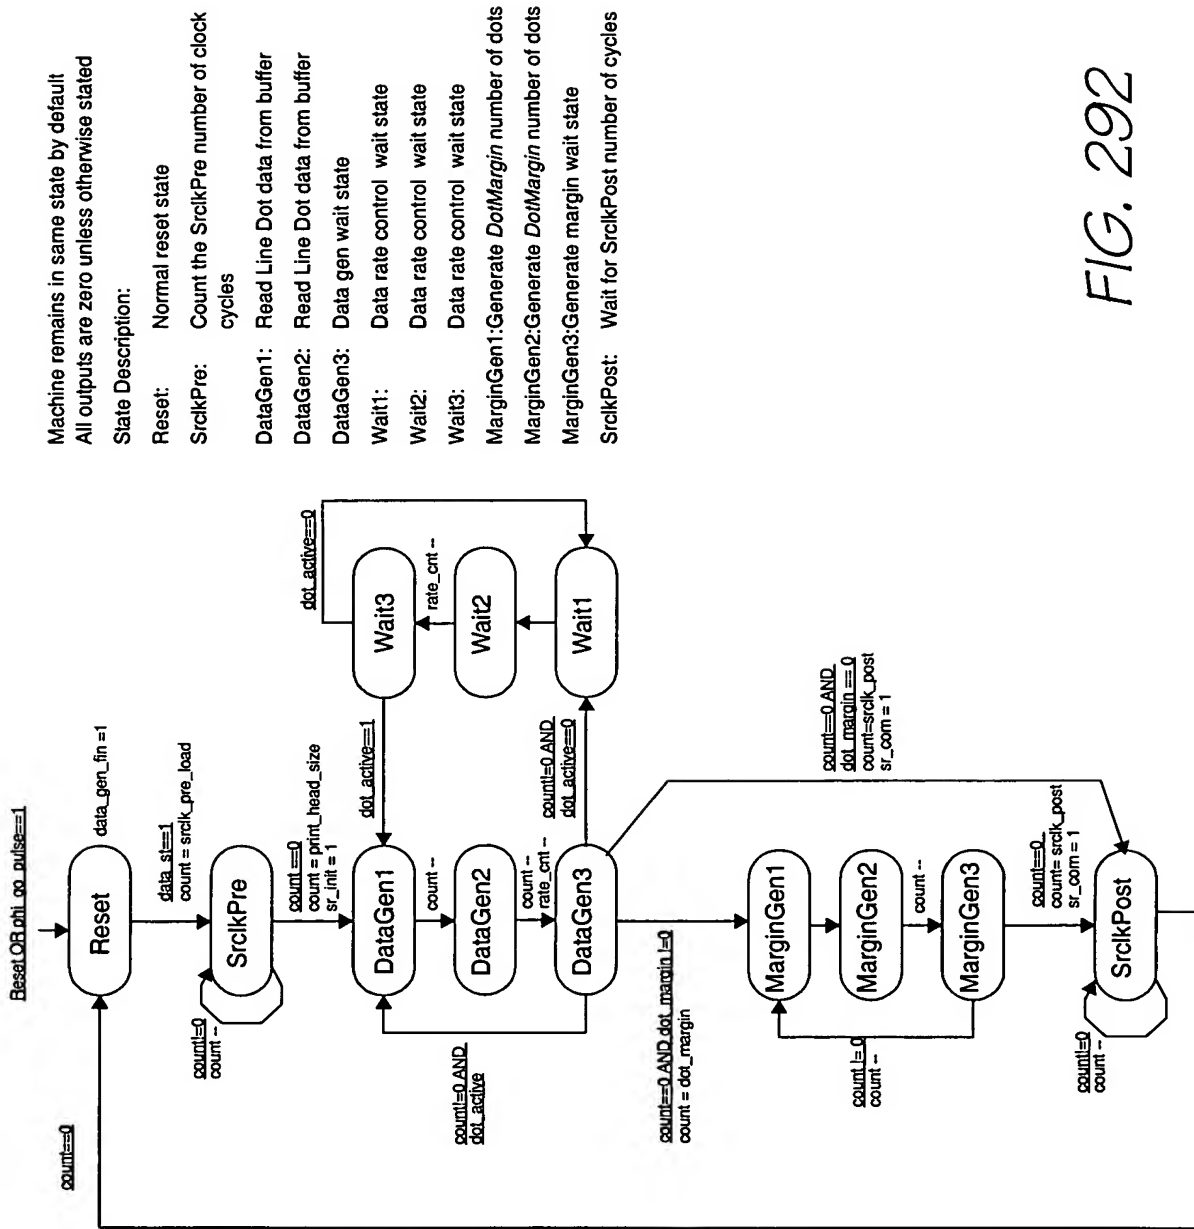 Reset OR phi_go_pulse==1
Reset
data_gen_fin =1
count==0
data_st==1
count = srclk_pre_load
SrclkPre
count!=0
count --
count ==0
count = print_head_size
sr_init = 1
DataGen1
dot_active==1
Wait3
dot_active==0
count --
rate_cnt --
DataGen2
Wait2
count!=0 AND
dot_active
count --
rate_cnt --
DataGen3
count!=0 AND
dot_active==0
Wait1
count==0 AND dot_margin !=0
count = dot_margin
count==0 AND
dot_margin == 0
count=srclk_post
sr_com = 1
MarginGen1
MarginGen2
count !=0
count --
count --
MarginGen3
count==0
count= srclk_post
sr_com = 1
count!=0
count --
SrclkPost
Machine remains in same state by default
All outputs are zero unless otherwise stated
State Description:
Reset: Normal reset state
SrclkPre: Count the SrclkPre number of clock
cycles
DataGen1: Read Line Dot data from buffer
DataGen2: Read Line Dot data from buffer
DataGen3: Data gen wait state
Wait1: Data rate control wait state
Wait2: Data rate control wait state
Wait3: Data rate control wait state
MarginGen1:Generate DotMargin number of dots
MarginGen2:Generate DotMargin number of dots
MarginGen3:Generate margin wait state
SrclkPost: Wait for SrclkPost number of cycles
FIG. 292